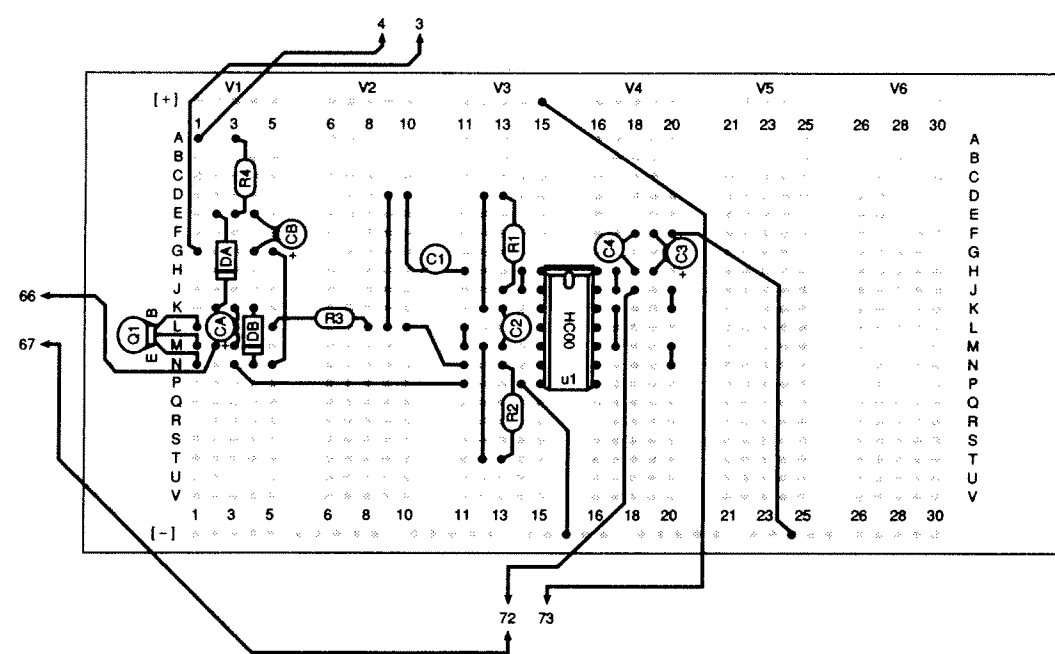 4 3
V1 V2 V3 V4 V5 V6
[+]
1 3 5 6 8 10 11 13 15 16 18 20 21 23 25 26 28 30
A A
B B
C C
R4
D D
E E
F F
CB
R1
C4
C3
G G
DA
C1
+
+
H H
J J
66
K K
B
R3
HC00
L L
Q1
CA
DB
C2
+
67
M M
E
N N
u1
P P
Q Q
R2
R R
S S
T T
U U
V V
1 3 5 6 8 10 11 13 15 16 18 20 21 23 25 26 28 30
[-]
72 73